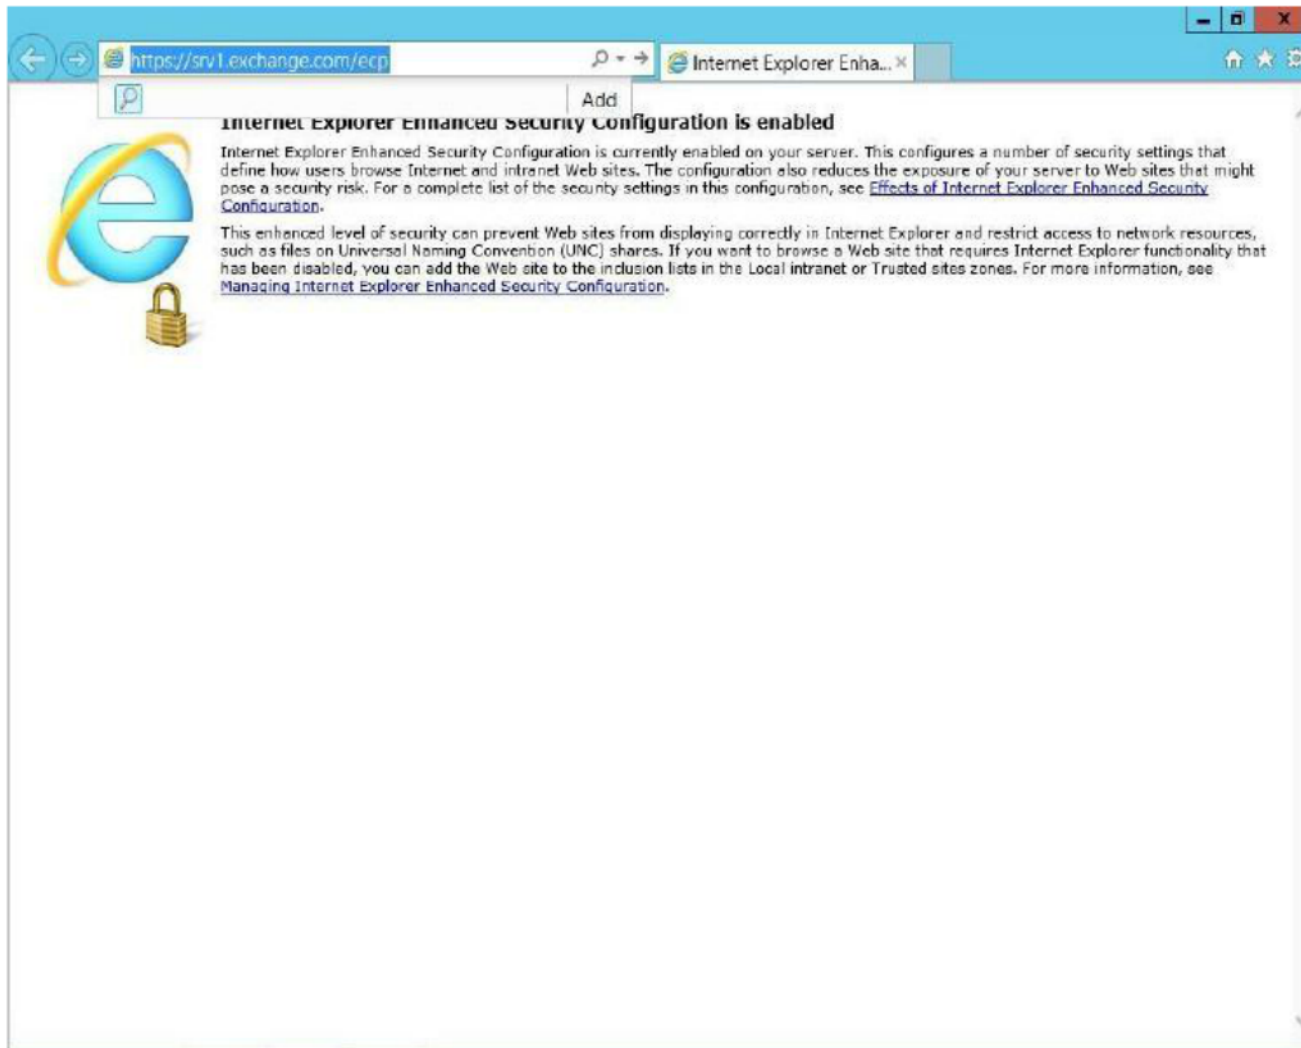 https://srv1.exchange.com/ecp
Internet Explorer Enha...
Add
Internet Explorer Enhanced Security Configuration is enabled
Internet Explorer Enhanced Security Configuration is currently enabled on your server. This configures a number of security settings that
define how users browse Internet and intranet Web sites. The configuration also reduces the exposure of your server to Web sites that might
pose a security risk. For a complete list of the security settings in this configuration, see Effects of Internet Explorer Enhanced Security
Configuration.
This enhanced level of security can prevent Web sites from displaying correctly in Internet Explorer and restrict access to network resources,
such as files on Universal Naming Convention (UNC) shares. If you want to browse a Web site that requires Internet Explorer functionality that
has been disabled, you can add the Web site to the inclusion lists in the Local intranet or Trusted sites zones. For more information, see
Managing Internet Explorer Enhanced Security Configuration.